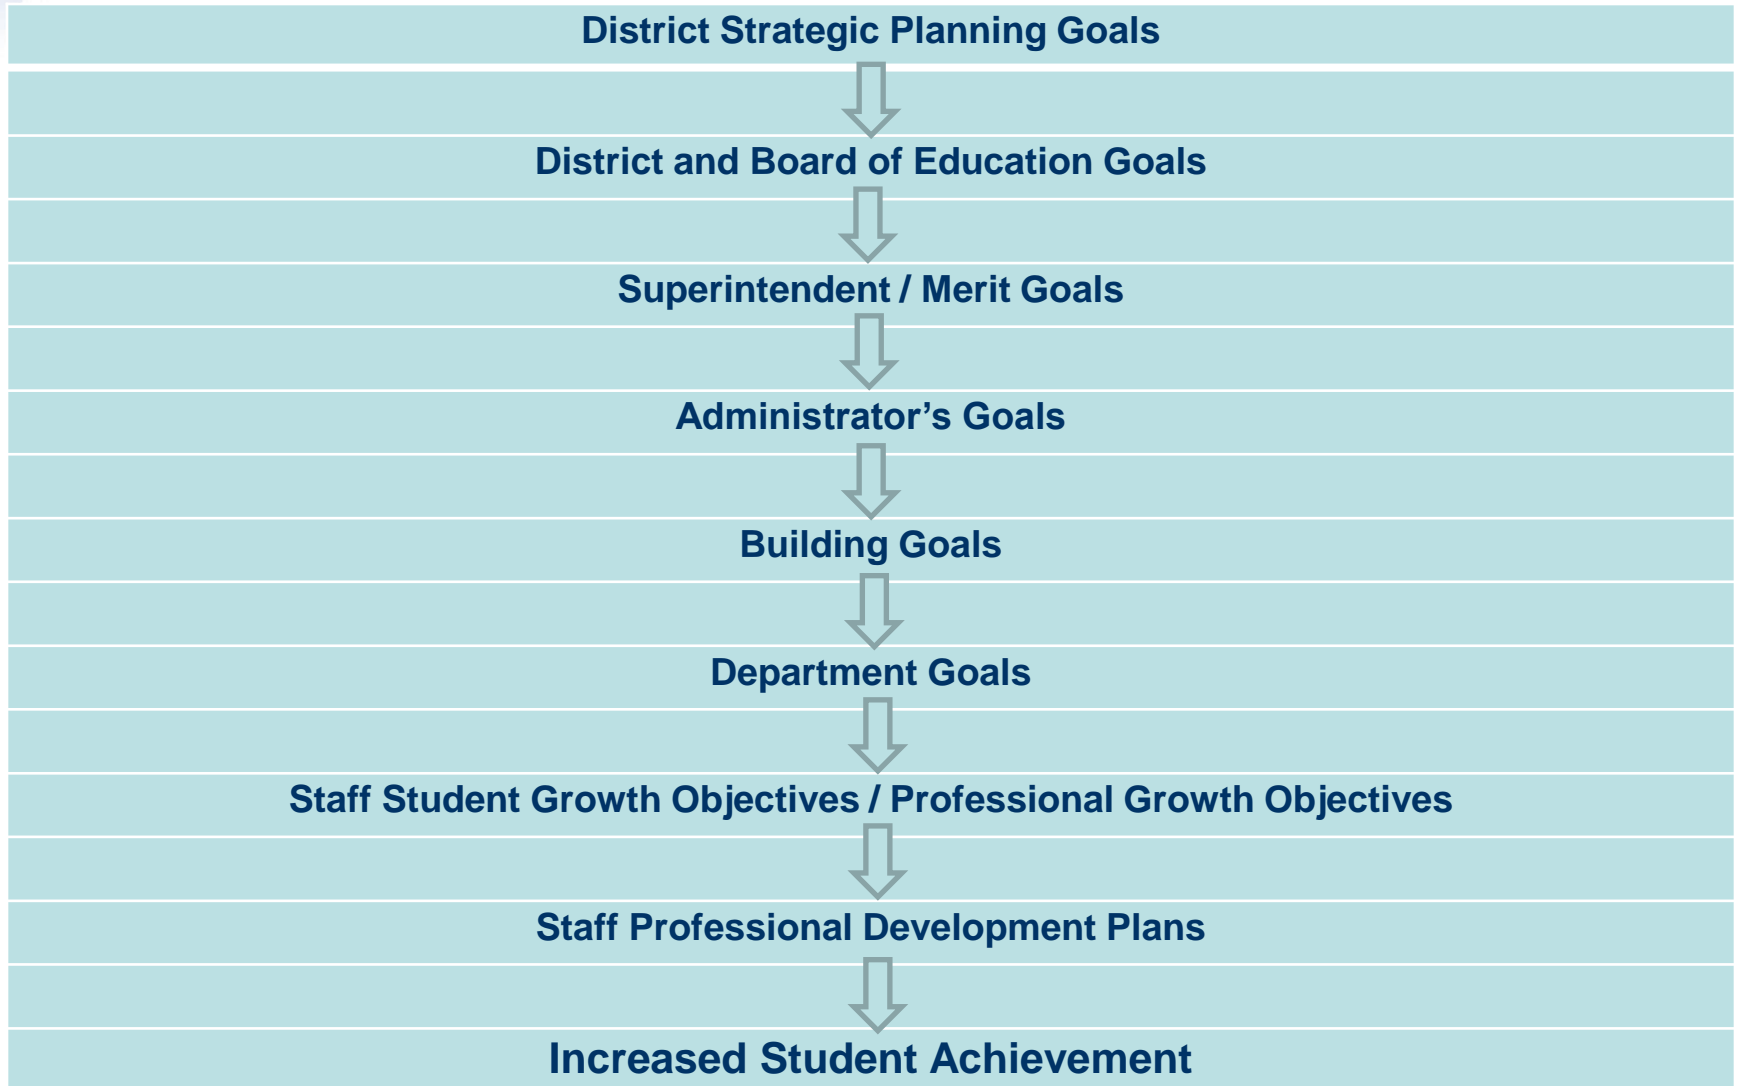 District Strategic Planning Goals
District and Board of Education Goals
Superintendent / Merit Goals
Administrator’s Goals
Building Goals
Department Goals
Staff Student Growth Objectives / Professional Growth Objectives
Staff Professional Development Plans
Increased Student Achievement